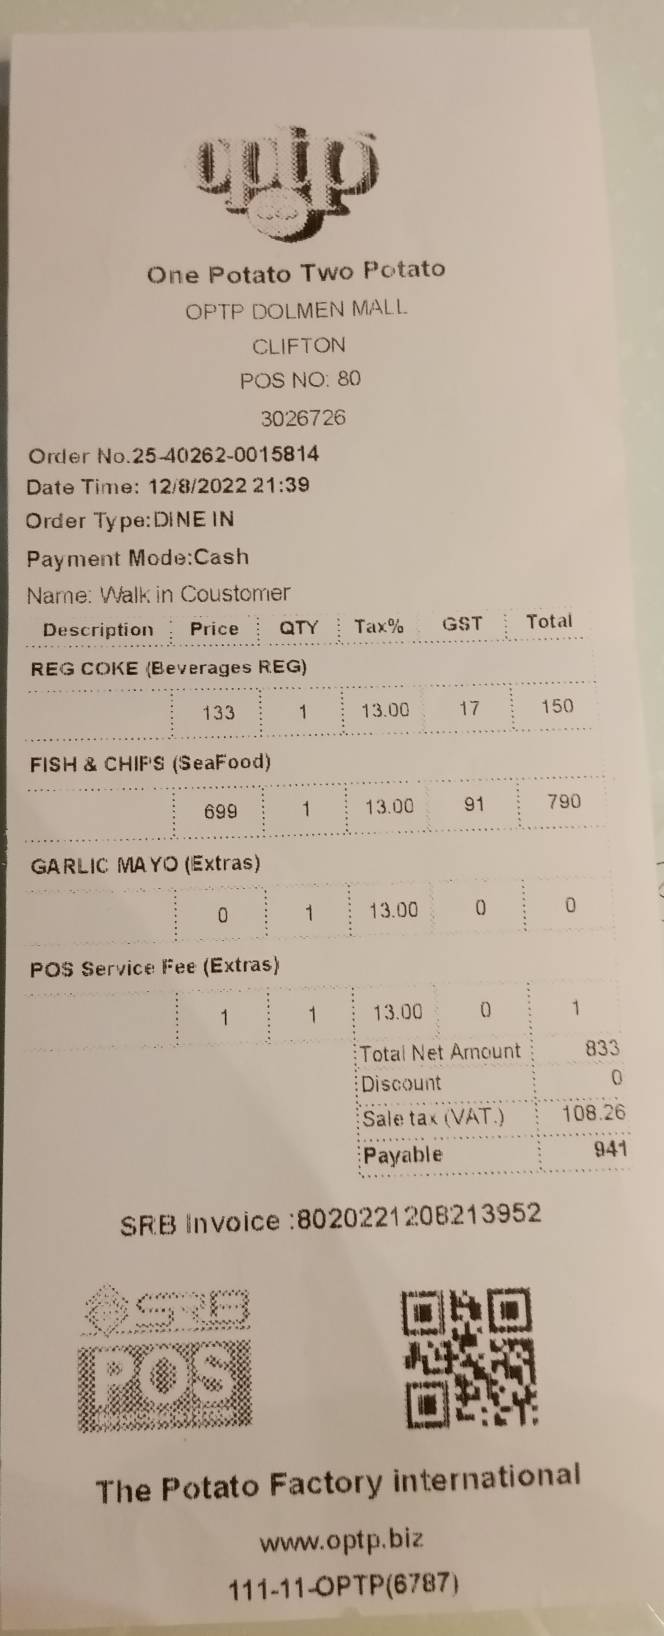 optp
One Potato Two Potato
OPTP DOLMEN MALL
CLIFTON
POS NO: 80
3026726
Order No.25-40262-0015814
Date Time: 12/8/2022 21:39
Order Type:DINE IN
Payment Mode:Cash
Name: Walk in Coustomer
Description Price QTY Tax% GST Total
REG COKE (Beverages REG)
133 1 13.00 17 150
FISH & CHIPS (SeaFood)
699 1 13.00 91 790
GARLIC MAYO (Extras)
0 1 13.00 0 0
POS Service Fee (Extras)
1 1 13.00 0 1
Total Net Amount 833
Discount 0
Sale tax (VAT.) 108.26
Payable 941
SRB Invoice :8020221208213952
SRB
POS
The Potato Factory international
www.optp.biz
111-11-OPTP(6787)